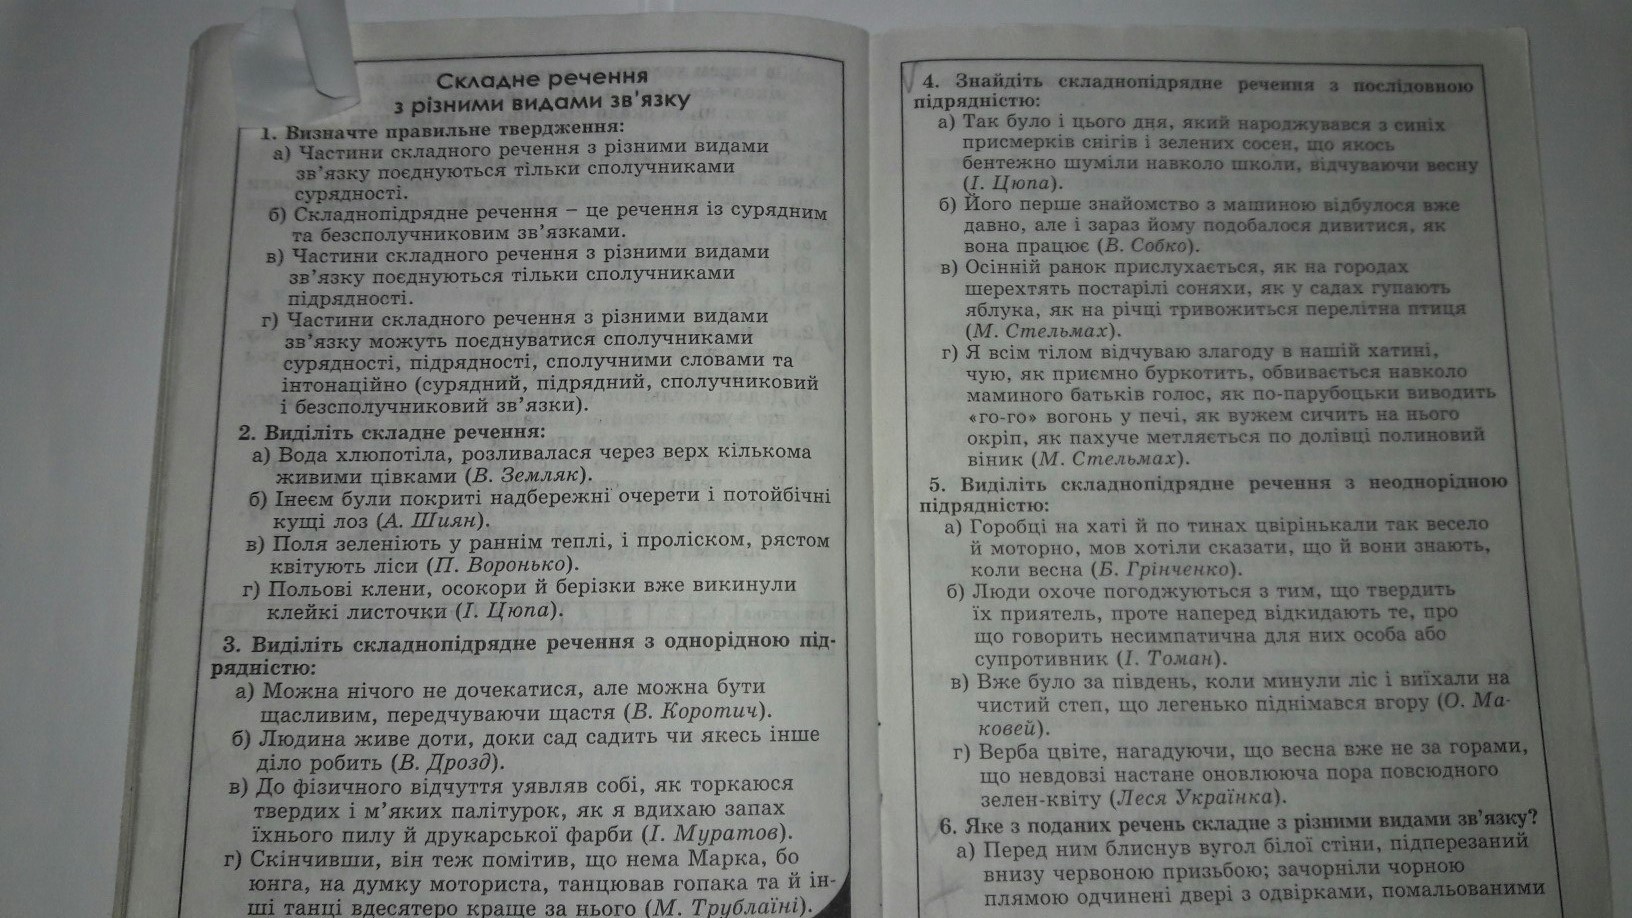 Складне речення
з різними видами зв'язку
1. Визначте правильне твердження:
а) Частини складного речення з різними видами
зв'язку поєднуються тільки сполучниками
сурядності.
б) Складнопідрядне речення – це речення із сурядним
та безсполучниковим зв'язками.
в) Частини складного речення з різними видами
зв'язку поєднуються тільки сполучниками
підрядності.
г) Частини складного речення з різними видами
зв'язку можуть поєднуватися сполучниками
сурядності, підрядності, сполучними словами та
інтонаційно (сурядний, підрядний, сполучниковий
і безсполучниковий зв'язки).
2. Виділіть складне речення:
а) Вода хлюпотіла, розливалася через верх кількома
живими цівками (В. Земляк).
б) Інеєм були покриті надбережні очерети і потойбічні
кущі лоз (А. Шиян).
в) Поля зеленіють у раннім теплі, і проліском, рястом
квітують ліси (П. Воронько).
г) Польові клени, осокори й берізки вже викинули
клейкі листочки (І. Цюпа).
3. Виділіть складнопідрядне речення з однорідною під-
рядністю:
а) Можна нічого не дочекатися, але можна бути
щасливим, передчуваючи щастя (В. Коротич).
б) Людина живе доти, доки сад садить чи якесь інше
діло робить (В. Дрозд).
в) До фізичного відчуття уявляв собі, як торкаюся
твердих і м'яких палітурок, як я вдихаю запах
їхнього пилу й друкарської фарби (І. Муратов).
г) Скінчивши, він теж помітив, що нема Марка, бо
юнга, на думку моториста, танцював гопака та й ін-
ші танці вдесятеро краще за нього (М. Трублаїні).
4. Знайдіть складнопідрядне речення з послідовною
підрядністю:
а) Так було і цього дня, який народжувався з синіх
присмерків снігів і зелених сосен, що якось
бентежно шуміли навколо школи, відчуваючи весну
(І. Цюпа).
б) Його перше знайомство з машиною відбулося вже
давно, але і зараз йому подобалося дивитися, як
вона працює (В. Собко).
в) Осінній ранок прислухається, як на городах
шерехтять постарілі соняхи, як у садах гупають
яблука, як на річці тривожиться перелітна птиця
(М. Стельмах).
г) Я всім тілом відчуваю злагоду в нашій хатині,
чую, як приємно буркотить, обвивається навколо
маминого батьків голос, як по-парубоцьки виводить
«го-го» вогонь у печі, як вужем сичить на нього
окріп, як пахуче метляється по долівці полиновий
віник (М. Стельмах).
5. Виділіть складнопідрядне речення з неоднорідною
підрядністю:
а) Горобці на хаті й по тинах цвірінькали так весело
й моторно, мов хотіли сказати, що й вони знають,
коли весна (Б. Грінченко).
б) Люди охоче погоджуються з тим, що твердить
їх приятель, проте наперед відкидають те, про
що говорить несимпатична для них особа або
супротивник (І. Томан).
в) Вже було за південь, коли минули ліс і виїхали на
чистий степ, що легенько піднімався вгору (О. Ма-
ковей).
г) Верба цвіте, нагадуючи, що весна вже не за горами,
що невдовзі настане оновлююча пора повсюдного
зелен-квіту (Леся Українка).
6. Яке з поданих речень складне з різними видами зв'язку?
а) Перед ним блиснув вугол білої стіни, підперезаний
внизу червоною призьбою; зачорніли чорною
плямою одчинені двері з одвірками, помальованими